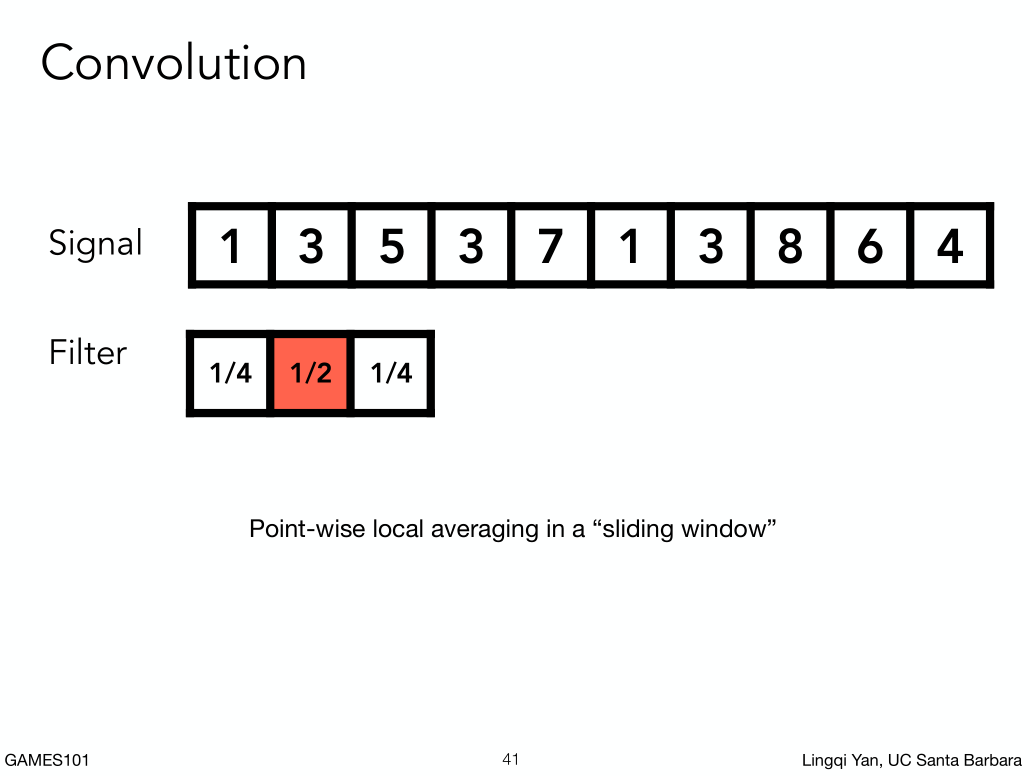 Convolution
Signal 1 3 5 3 7 1 3 8 6 4
Filter 1/4 1/2 1/4
Point-wise local averaging in a “sliding window”
GAMES101 41 Lingqi Yan, UC Santa Barbara